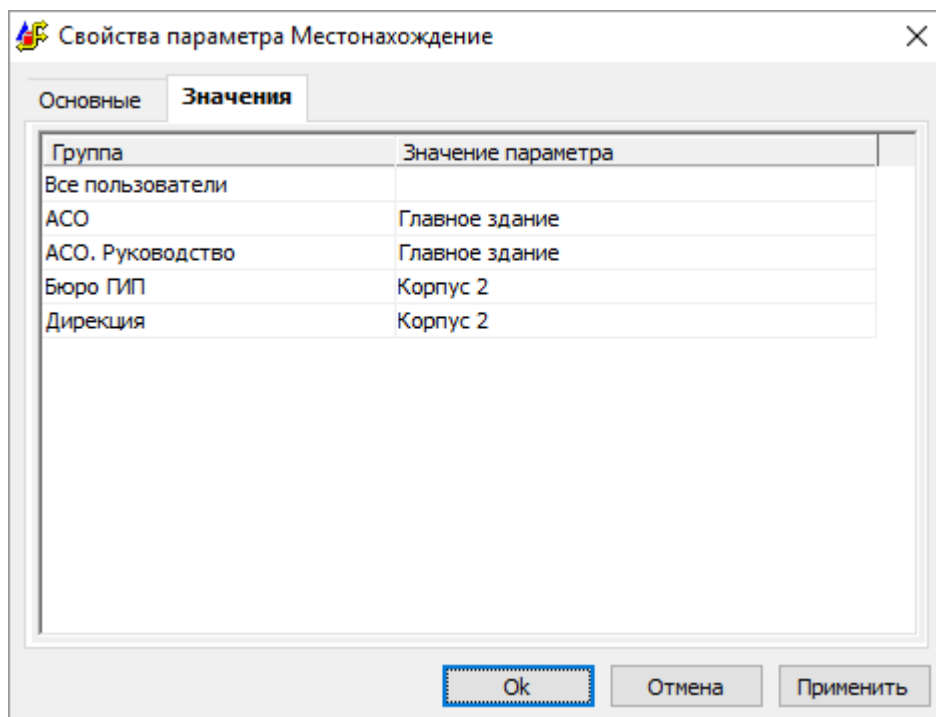 Свойства параметра Местонахождение
Основные Значения
Группа Значение параметра
Все пользователи
АСО Главное здание
АСО. Руководство Главное здание
Бюро ГИП Корпус 2
Дирекция Корпус 2
Ok Отмена Применить